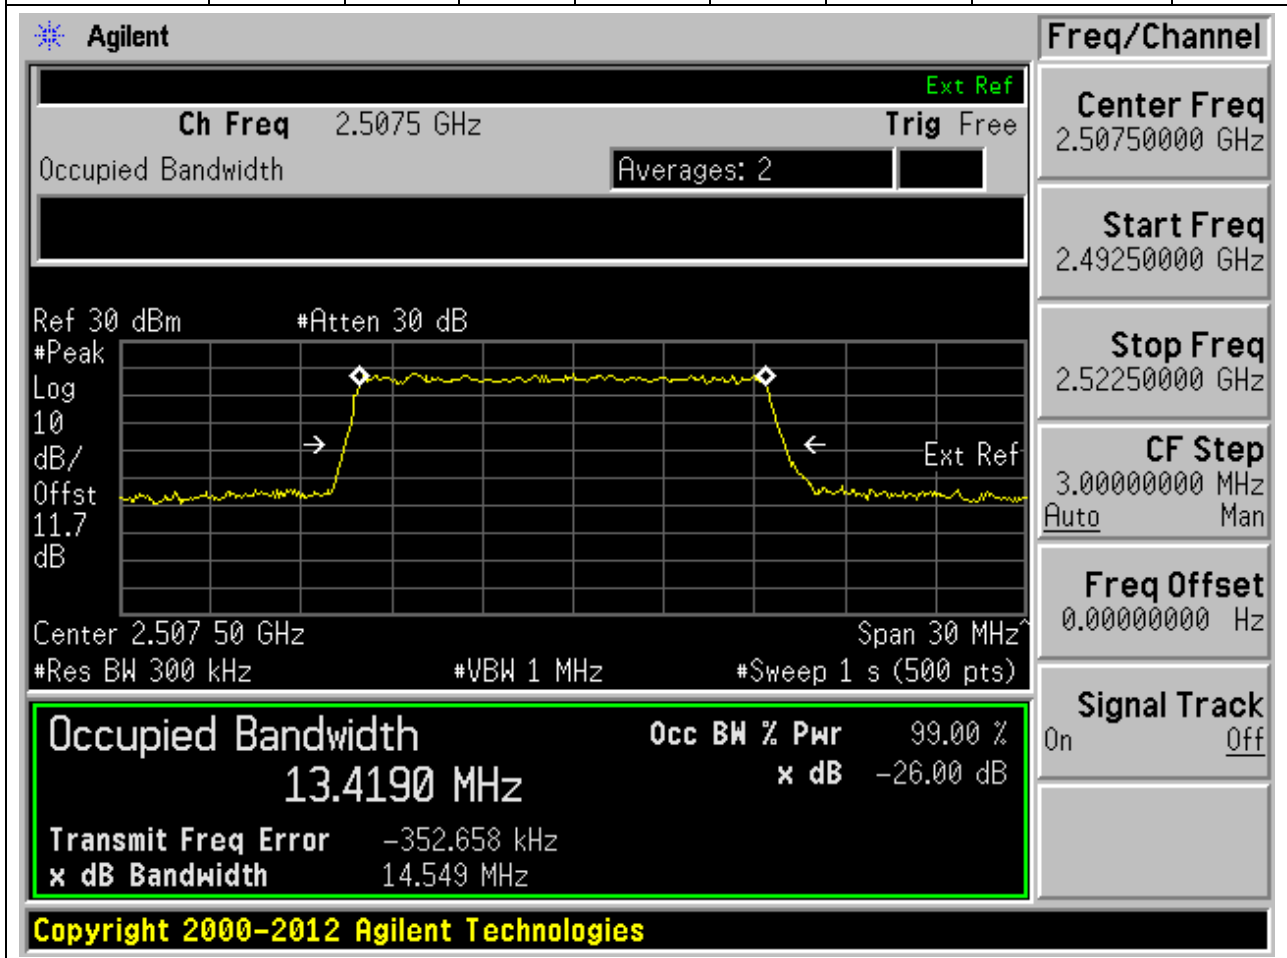 Agilent
Freq/Channel
Ext Ref
Ch Freq 2.5075 GHz Trig Free
Occupied Bandwidth Averages: 2
Center Freq
2.50750000 GHz
Start Freq
2.49250000 GHz
Stop Freq
2.52250000 GHz
CF Step
3.00000000 MHz
Auto Man
Freq Offset
0.00000000 Hz
Signal Track
On Off
Ref 30 dBm #Atten 30 dB
#Peak
Log
10
dB/
Offst
11.7
dB
Ext Ref
Center 2.507 50 GHz Span 30 MHz^
#Res BW 300 kHz #VBW 1 MHz #Sweep 1 s (500 pts)
Occupied Bandwidth Occ BW % Pwr 99.00 %
13.4190 MHz x dB -26.00 dB
Transmit Freq Error -352.658 kHz
x dB Bandwidth 14.549 MHz
Copyright 2000-2012 Agilent Technologies